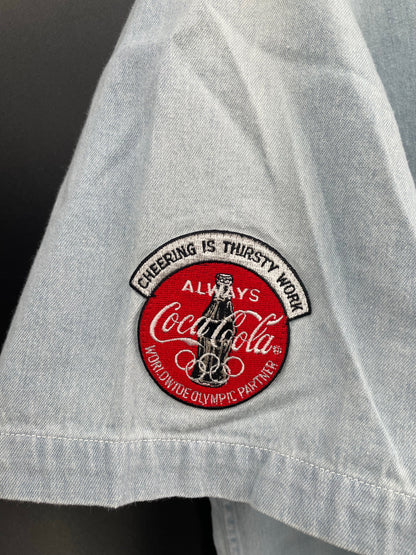 CHEERING IS THIRSTY WORK
ALWAYS
Coca-Cola
WORLDWIDE OLYMPIC PARTNER